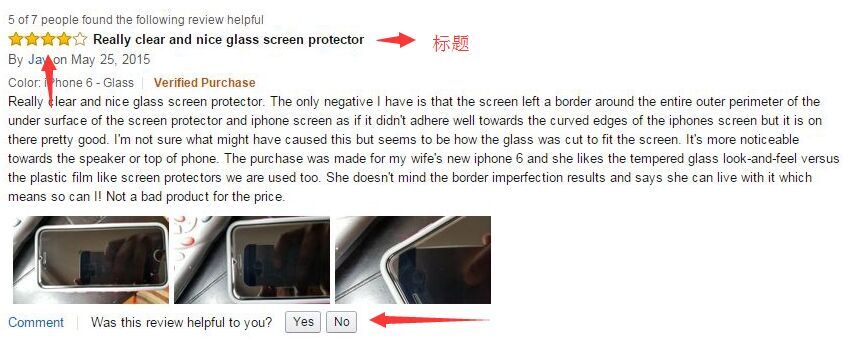 5 of 7 people found the following review helpful
Really clear and nice glass screen protector 标题
By Jay on May 25, 2015
Color: iPhone 6 - Glass Verified Purchase
Really clear and nice glass screen protector. The only negative I have is that the screen left a border around the entire outer perimeter of the
under surface of the screen protector and iphone screen as if it didn't adhere well towards the curved edges of the iphones screen but it is on
there pretty good. I'm not sure what might have caused this but seems to be how the glass was cut to fit the screen. It's more noticeable
towards the speaker or top of phone. The purchase was made for my wife's new iphone 6 and she likes the tempered glass look-and-feel versus
the plastic film like screen protectors we are used too. She doesn't mind the border imperfection results and says she can live with it which
means so can I!! Not a bad product for the price.
Comment Was this review helpful to you? Yes No